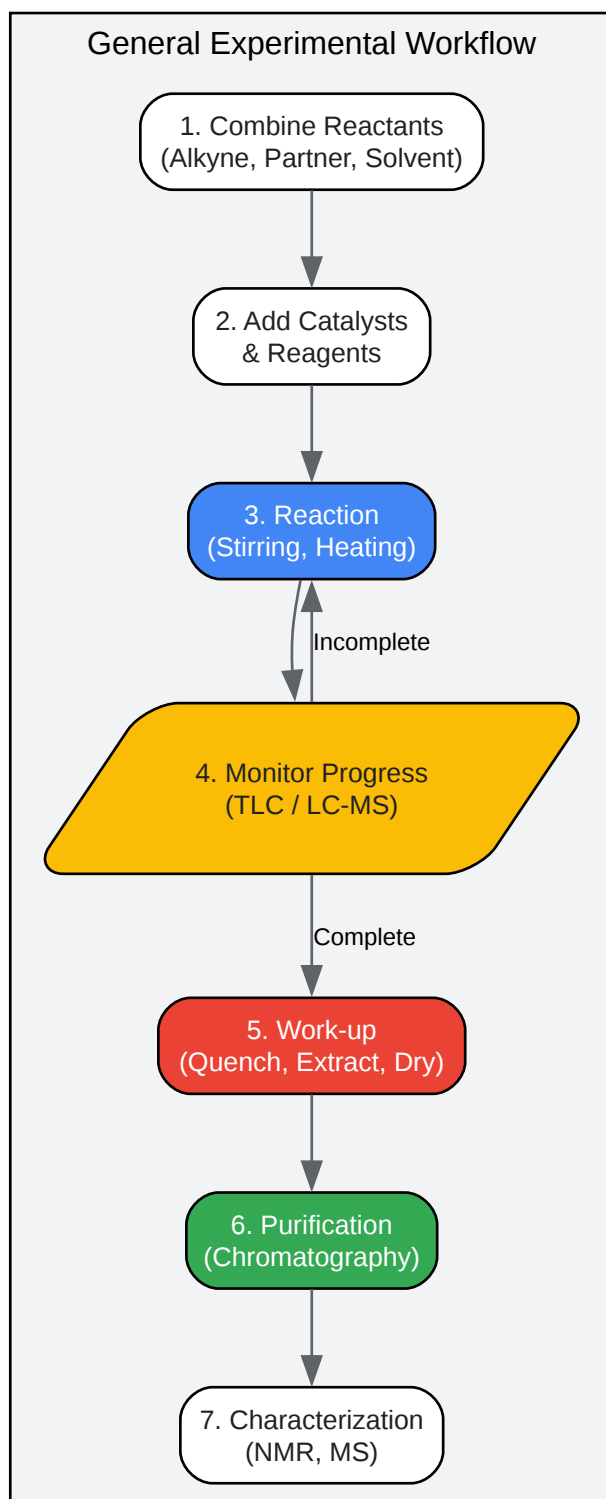 General Experimental Workflow
1. Combine Reactants
(Alkyne, Partner, Solvent)
2. Add Catalysts
& Reagents
3. Reaction
(Stirring, Heating)
Incomplete
4. Monitor Progress
(TLC / LC-MS)
Complete
5. Work-up
(Quench, Extract, Dry)
6. Purification
(Chromatography)
7. Characterization
(NMR, MS)